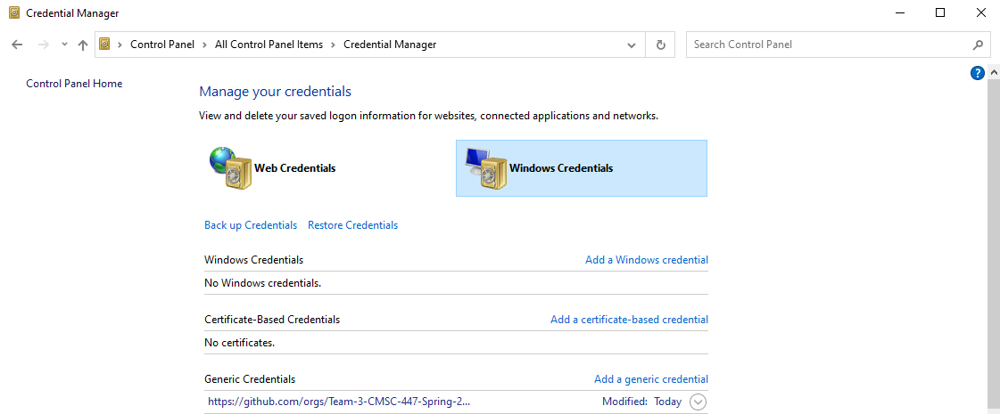 Credential Manager
Control Panel > All Control Panel Items > Credential Manager
Search Control Panel
?
Control Panel Home
Manage your credentials
View and delete your saved logon information for websites, connected applications and networks.
Web Credentials
Windows Credentials
Back up Credentials Restore Credentials
Windows Credentials Add a Windows credential
No Windows credentials.
Certificate-Based Credentials Add a certificate-based credential
No certificates.
Generic Credentials Add a generic credential
https://github.com/orgs/Team-3-CMSC-447-Spring-2... Modified: Today